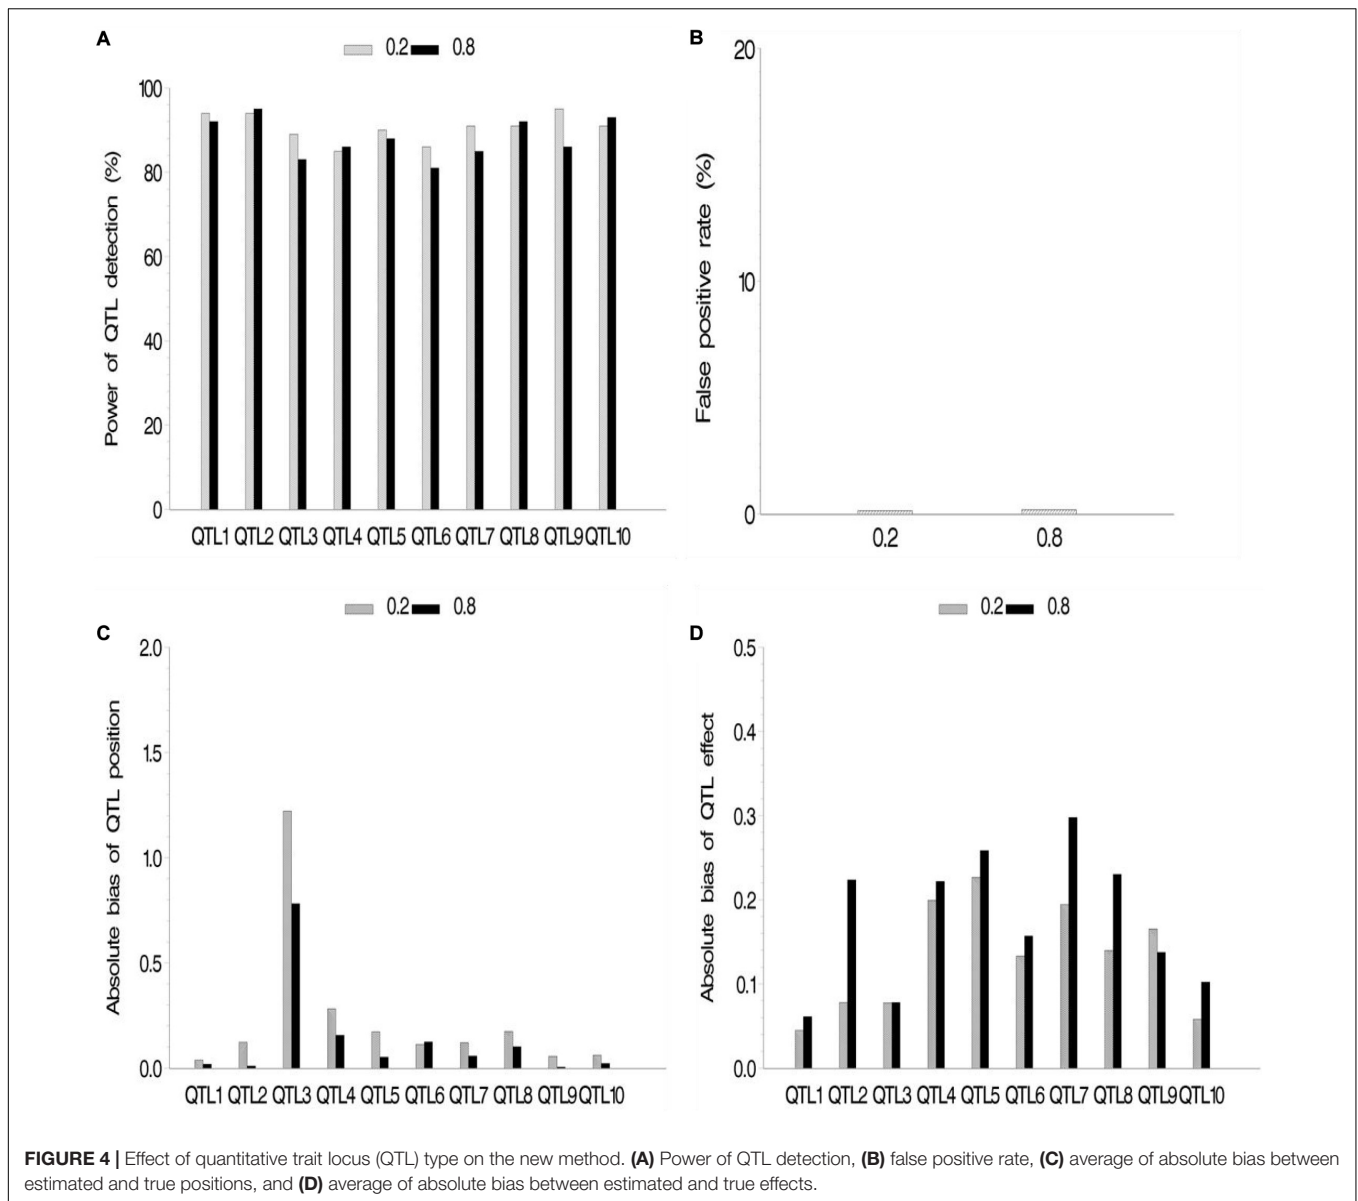 A
0.2 0.8
100
80
60
40
20
0
Power of QTL detection (%)
QTL1 QTL2 QTL3 QTL4 QTL5 QTL6 QTL7 QTL8 QTL9 QTL10
B
20
10
0
False positive rate (%)
0.2 0.8
C
0.2 0.8
2.0
1.5
1.0
0.5
0.0
Absolute bias of QTL position
QTL1 QTL2 QTL3 QTL4 QTL5 QTL6 QTL7 QTL8 QTL9 QTL10
D
0.2 0.8
0.5
0.4
0.3
0.2
0.1
0.0
Absolute bias of QTL effect
QTL1 QTL2 QTL3 QTL4 QTL5 QTL6 QTL7 QTL8 QTL9 QTL10
FIGURE 4 | Effect of quantitative trait locus (QTL) type on the new method. (A) Power of QTL detection, (B) false positive rate, (C) average of absolute bias between
estimated and true positions, and (D) average of absolute bias between estimated and true effects.